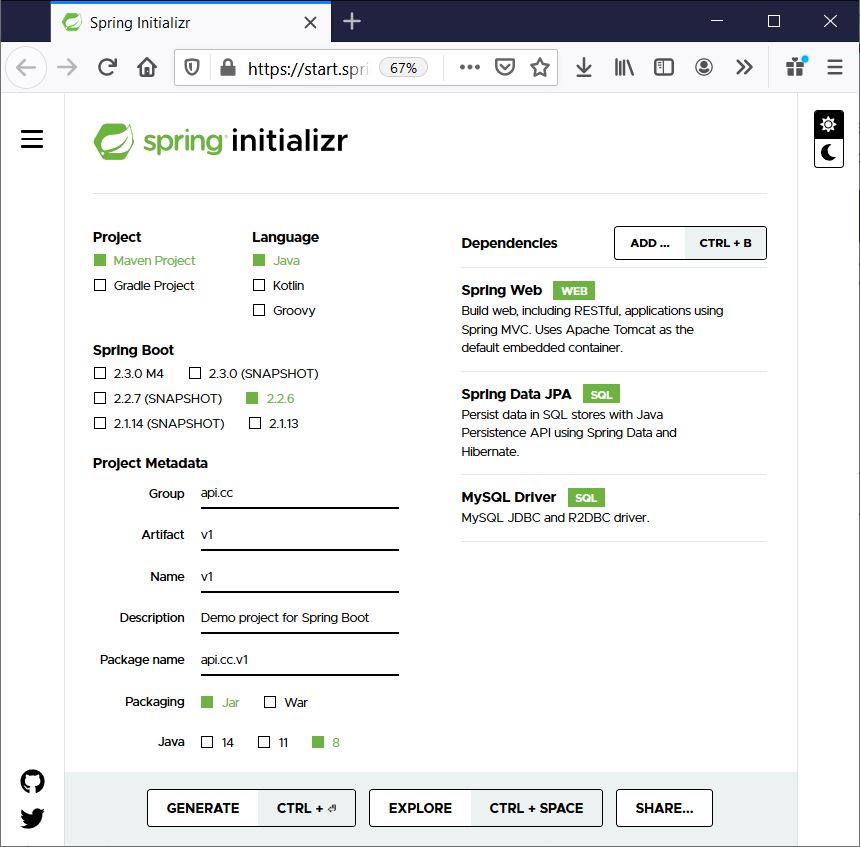 Spring Initializr
https://start.spri
67%
spring initializr
Project
Maven Project
Gradle Project
Language
Java
Kotlin
Groovy
Spring Boot
2.3.0 M4
2.3.0 (SNAPSHOT)
2.2.7 (SNAPSHOT)
2.2.6
2.1.14 (SNAPSHOT)
2.1.13
Project Metadata
Group
api.cc
Artifact
v1
Name
v1
Description
Demo project for Spring Boot
Package name
api.cc.v1
Packaging
Jar
War
Java
14
11
8
Dependencies
ADD ...
CTRL + B
Spring Web WEB
Build web, including RESTful, applications using
Spring MVC. Uses Apache Tomcat as the
default embedded container.
Spring Data JPA SQL
Persist data in SQL stores with Java
Persistence API using Spring Data and
Hibernate.
MySQL Driver SQL
MySQL JDBC and R2DBC driver.
GENERATE
CTRL + ⏎
EXPLORE
CTRL + SPACE
SHARE...